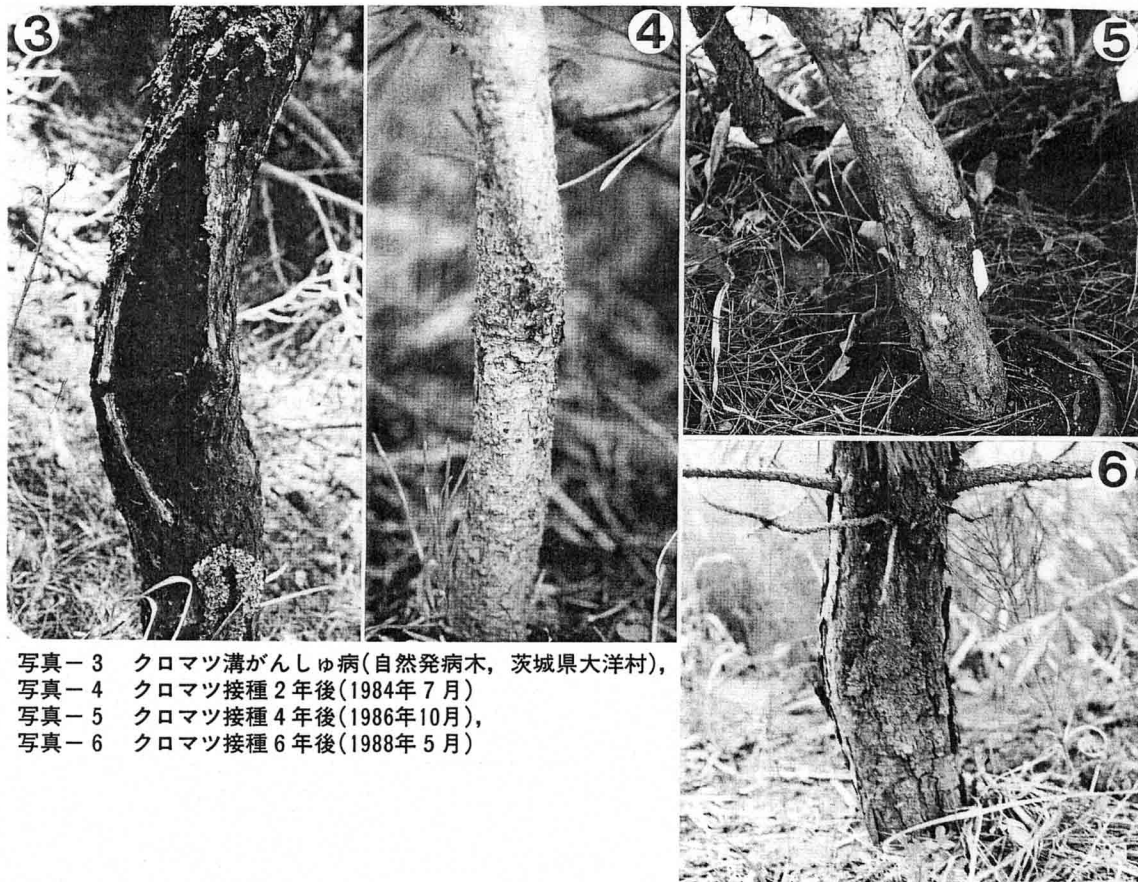 3
4
5
6
写真－3 クロマツ溝がんしゅ病(自然発病木，茨城県大洋村)，
写真－4 クロマツ接種2年後(1984年7月)
写真－5 クロマツ接種4年後(1986年10月)，
写真－6 クロマツ接種6年後(1988年5月)